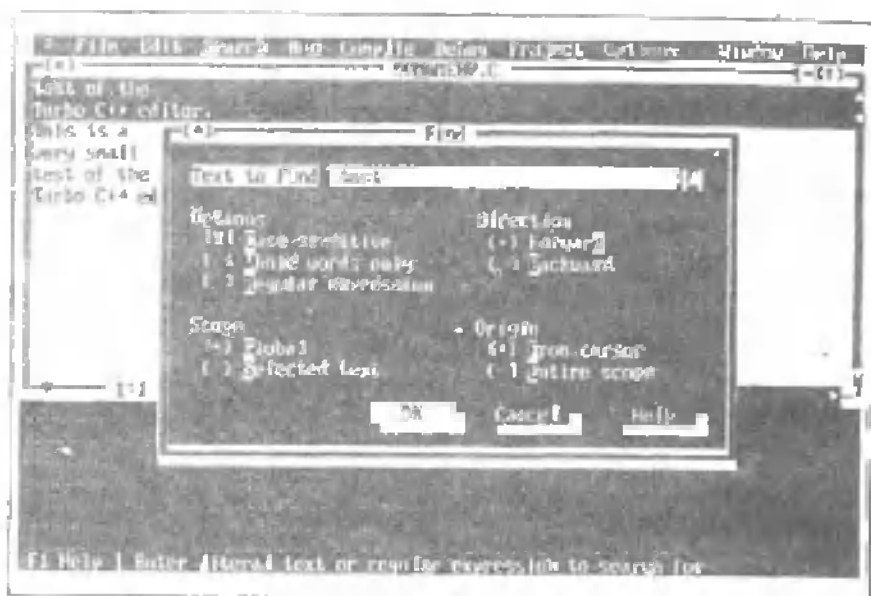 ≡ File Edit Search Run Compile Debug Project Options Window Help
test of the
Turbo C++ editor.
This is a
very small
test of the
Turbo C++ ed
Find
Text to Find test
Options
[X] Case-sensitive
[ ] Whole words only
[ ] Regular expression
Direction
(•) Forward
( ) Backward
Scope
(•) Global
( ) Selected text
Origin
(•) From cursor
( ) Entire scope
1:1
OK Cancel Help
F1 Help | Enter literal text or regular expression to search for